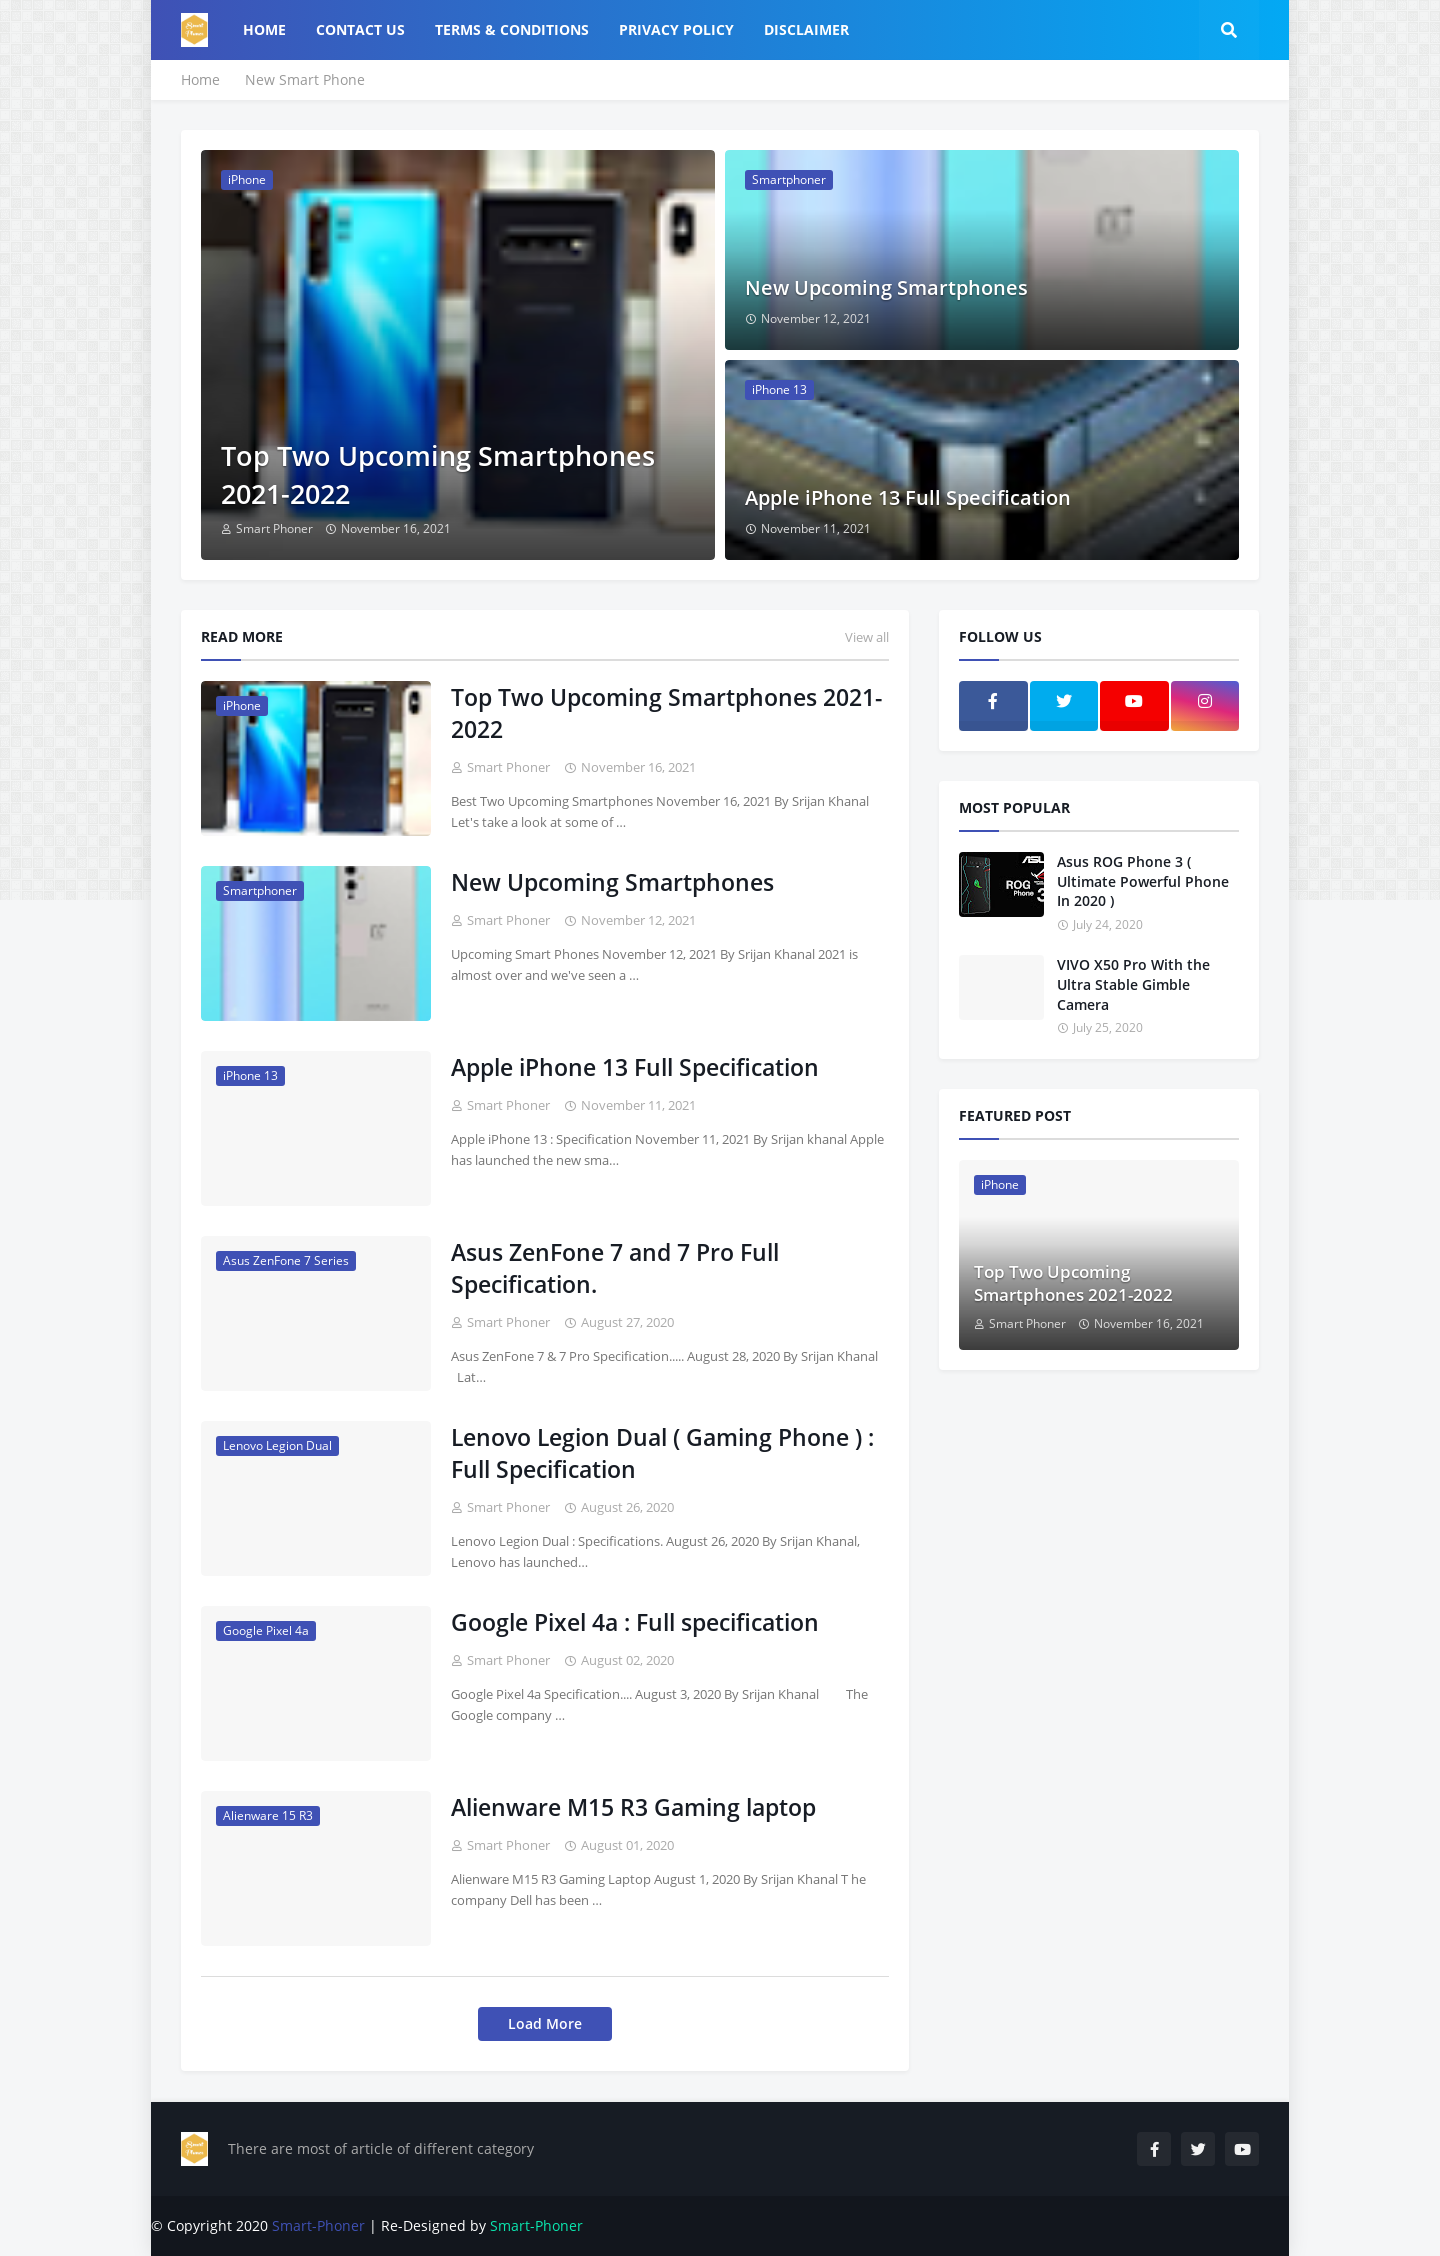 HOME CONTACT US TERMS & CONDITIONS PRIVACY POLICY DISCLAIMER
Home New Smart Phone
iPhone
Top Two Upcoming Smartphones
2021-2022
Smart Phoner November 16, 2021
Smartphoner
New Upcoming Smartphones
November 12, 2021
iPhone 13
Apple iPhone 13 Full Specification
November 11, 2021
READ MORE View all
iPhone
Top Two Upcoming Smartphones 2021-
2022
Smart Phoner November 16, 2021
Best Two Upcoming Smartphones November 16, 2021 By Srijan Khanal
Let's take a look at some of …
Smartphoner
New Upcoming Smartphones
Smart Phoner November 12, 2021
Upcoming Smart Phones November 12, 2021 By Srijan Khanal 2021 is
almost over and we've seen a …
iPhone 13
Apple iPhone 13 Full Specification
Smart Phoner November 11, 2021
Apple iPhone 13 : Specification November 11, 2021 By Srijan khanal Apple
has launched the new sma…
Asus ZenFone 7 Series
Asus ZenFone 7 and 7 Pro Full
Specification.
Smart Phoner August 27, 2020
Asus ZenFone 7 & 7 Pro Specification..... August 28, 2020 By Srijan Khanal
Lat…
Lenovo Legion Dual
Lenovo Legion Dual ( Gaming Phone ) :
Full Specification
Smart Phoner August 26, 2020
Lenovo Legion Dual : Specifications. August 26, 2020 By Srijan Khanal,
Lenovo has launched…
Google Pixel 4a
Google Pixel 4a : Full specification
Smart Phoner August 02, 2020
Google Pixel 4a Specification.... August 3, 2020 By Srijan Khanal The
Google company …
Alienware 15 R3
Alienware M15 R3 Gaming laptop
Smart Phoner August 01, 2020
Alienware M15 R3 Gaming Laptop August 1, 2020 By Srijan Khanal T he
company Dell has been …
Load More
FOLLOW US
MOST POPULAR
ROG
Phone 3
Asus ROG Phone 3 (
Ultimate Powerful Phone
In 2020 )
July 24, 2020
VIVO X50 Pro With the
Ultra Stable Gimble
Camera
July 25, 2020
FEATURED POST
iPhone
Top Two Upcoming
Smartphones 2021-2022
Smart Phoner November 16, 2021
Smart
Phoner
There are most of article of different category
© Copyright 2020 Smart-Phoner | Re-Designed by Smart-Phoner